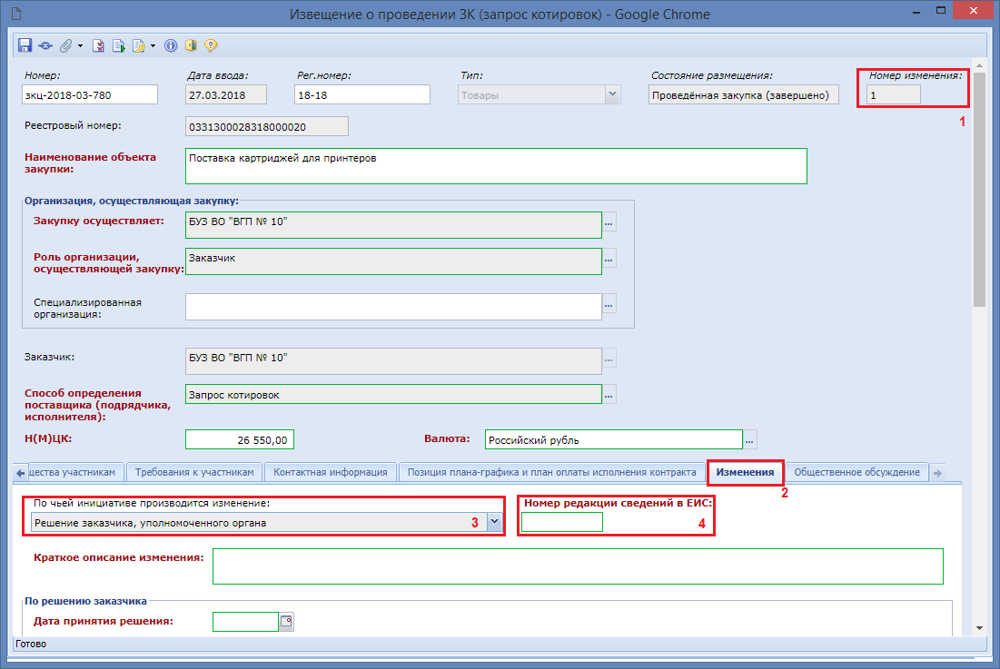 Извещение о проведении ЗК (запрос котировок) - Google Chrome
Номер: Дата ввода: Рег.номер: Тип: Состояние размещения: Номер изменения:
зкц-2018-03-780 27.03.2018 18-18 Товары Проведённая закупка (завершено) 1
1
Реестровый номер: 0331300028318000020
Наименование объекта
закупки:
Поставка картриджей для принтеров
Организация, осуществляющая закупку:
Закупку осуществляет: БУЗ ВО "ВГП № 10" ...
Роль организации,
осуществляющей закупку:
Заказчик ...
Специализированная
организация:
...
Заказчик: БУЗ ВО "ВГП № 10" ...
Способ определения
поставщика (подрядчика,
исполнителя):
Запрос котировок ...
Н(М)ЦК: 26 550,00 Валюта: Российский рубль ...
щества участникам Требования к участникам Контактная информация Позиция плана-графика и план оплаты исполнения контракта Изменения Общественное обсуждение
2
По чьей инициативе производится изменение: Номер редакции сведений в ЕИС:
Решение заказчика, уполномоченного органа 3 4
Краткое описание изменения:
По решению заказчика
Дата принятия решения:
Готово